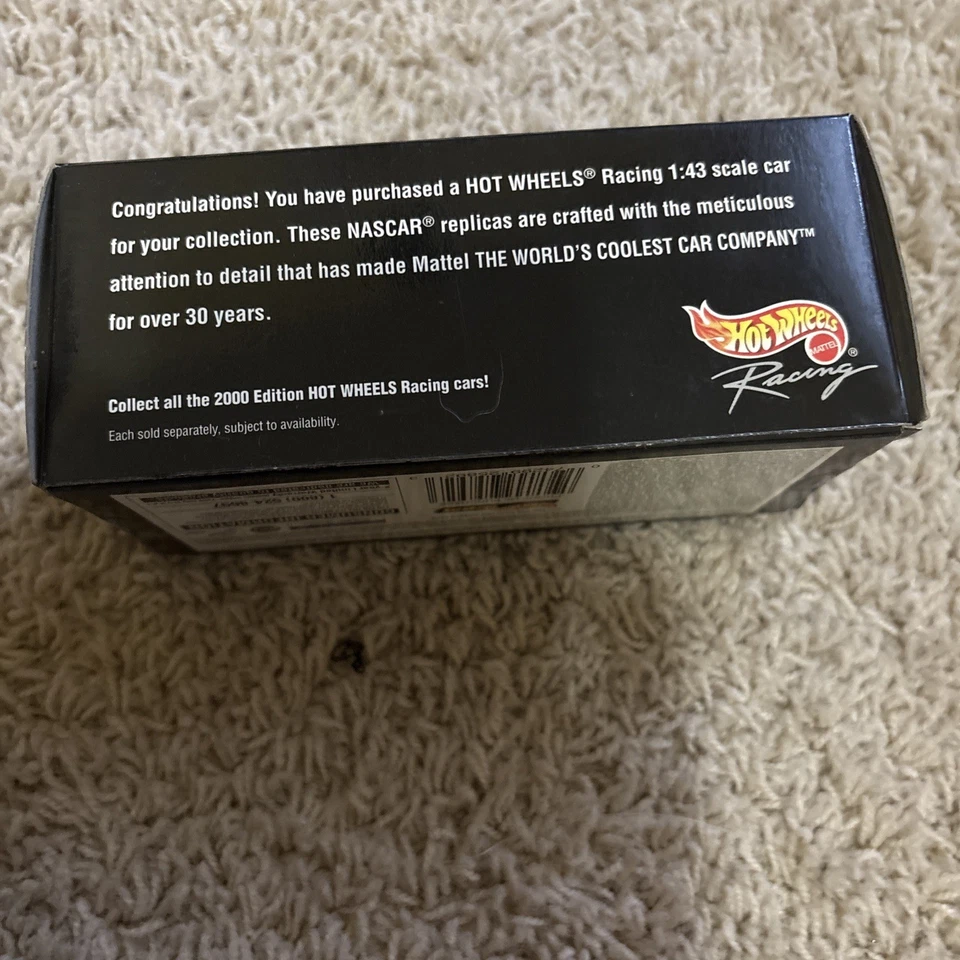 Congratulations! You have purchased a HOT WHEELS® Racing 1:43 scale car
for your collection. These NASCAR® replicas are crafted with the meticulous
attention to detail that has made Mattel THE WORLD'S COOLEST CAR COMPANY™
for over 30 years.
Hot Wheels
MATTEL
®
Racing
Collect all the 2000 Edition HOT WHEELS Racing cars!
Each sold separately, subject to availability.